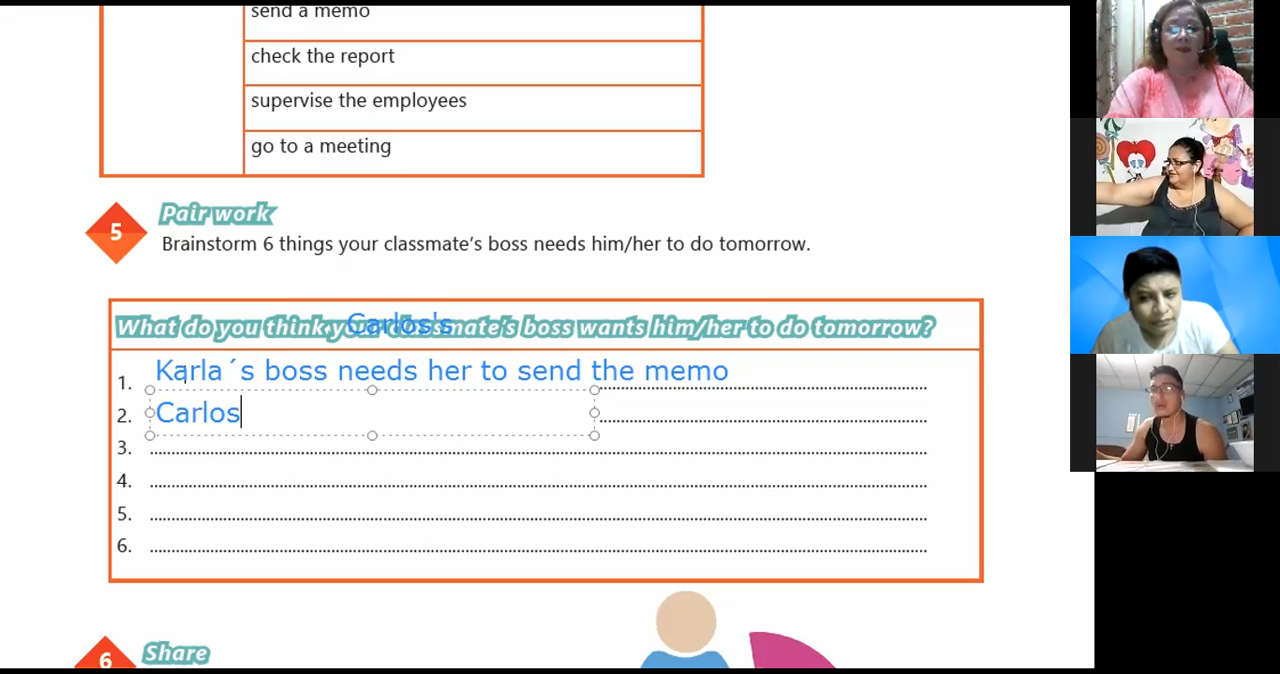 send a memo
check the report
supervise the employees
go to a meeting
5
Pair work
Brainstorm 6 things your classmate's boss needs him/her to do tomorrow.
Carlos's
What do you think your classmate's boss wants him/her to do tomorrow?
1. Karla´s boss needs her to send the memo
2. Carlos
3.
4.
5.
6.
6
Share